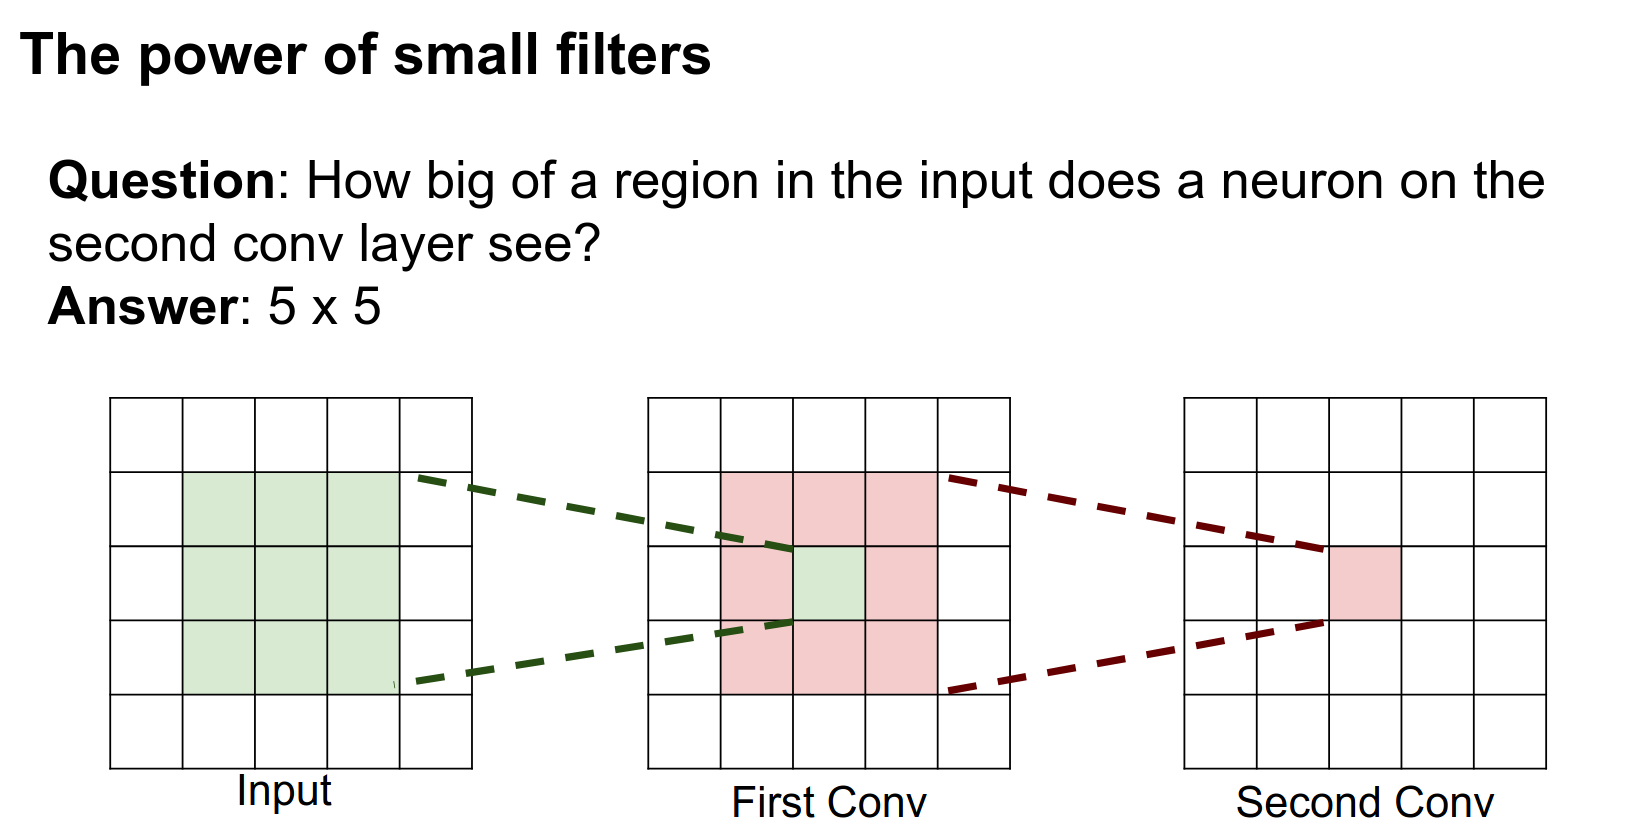 The power of small filters
Question: How big of a region in the input does a neuron on the
second conv layer see?
Answer: 5 x 5
Input
First Conv
Second Conv